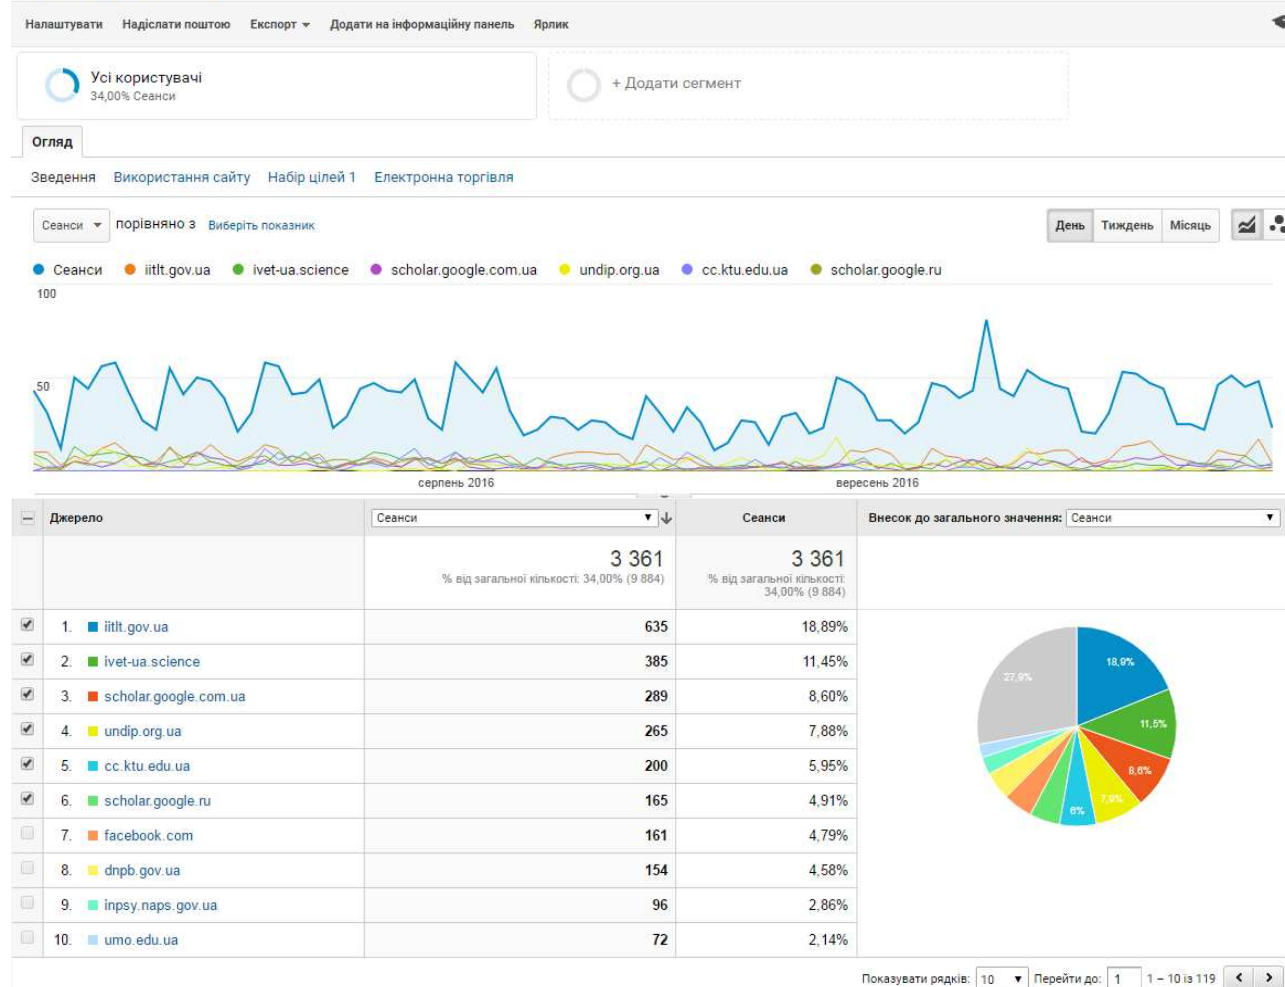 Налаштувати Надіслати поштою Експорт Додати на інформаційну панель Ярлик
Усі користувачі
34,00% Сеанси
+ Додати сегмент
Огляд
Зведення Використання сайту Набір цілей 1 Електронна торгівля
Сеанси порівняно з Виберіть показник День Тиждень Місяць
Сеанси iitlt.gov.ua ivet-ua.science scholar.google.com.ua undip.org.ua cc.ktu.edu.ua scholar.google.ru
100
50
серпень 2016 вересень 2016
Джерело Сеанси Сеанси Внесок до загального значення: Сеанси
3 361 3 361
% від загальної кількості: 34,00% (9 884) % від загальної кількості:
34,00% (9 884)
1. iitlt.gov.ua 635 18,89%
2. ivet-ua.science 385 11,45%
3. scholar.google.com.ua 289 8,60%
4. undip.org.ua 265 7,88%
5. cc.ktu.edu.ua 200 5,95%
6. scholar.google.ru 165 4,91%
7. facebook.com 161 4,79%
8. dnpb.gov.ua 154 4,58%
9. inpsy.naps.gov.ua 96 2,86%
10. umo.edu.ua 72 2,14%
18,9%
27,9%
11,5%
8,6%
7,9%
6%
Показувати рядків: 10 Перейти до: 1 1 – 10 із 119